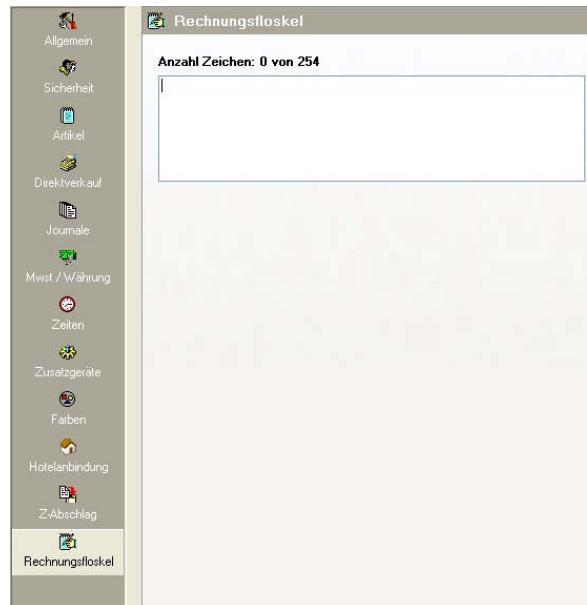 Allgemein
Sicherheit
Artikel
Direktverkauf
Journale
Mwst / Währung
Zeiten
Zusatzgeräte
Farben
Hotelanbindung
Z-Abschlag
Rechnungsfloskel
Rechnungsfloskel
Anzahl Zeichen: 0 von 254